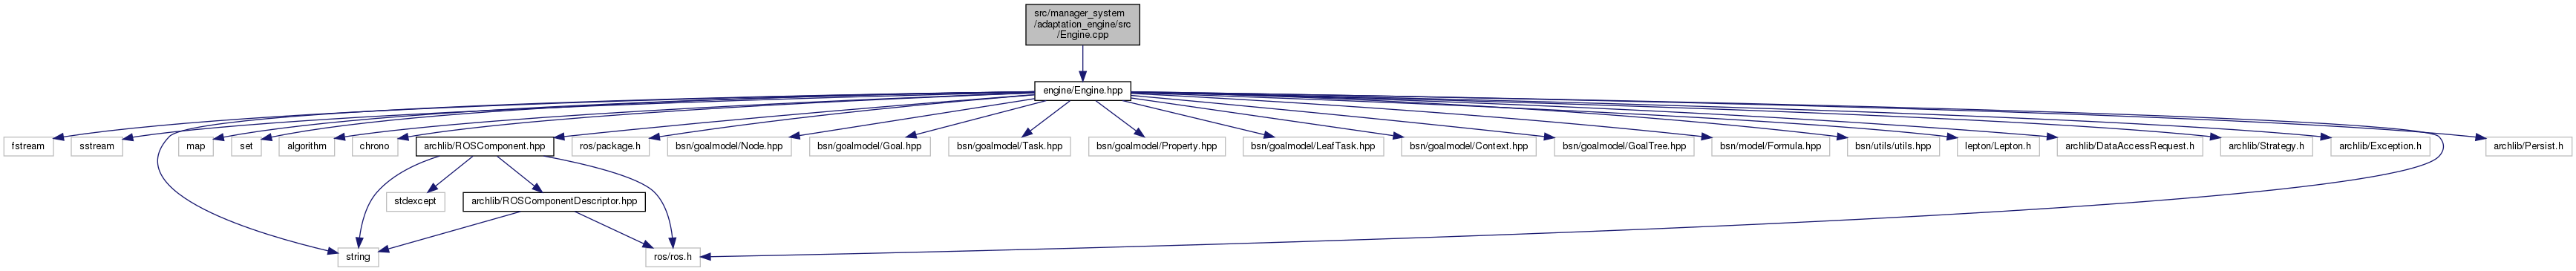 src/manager_system
/adaptation_engine/src
/Engine.cpp
engine/Engine.hpp
fstream
sstream
map
set
algorithm
chrono
archlib/ROSComponent.hpp
ros/package.h
bsn/goalmodel/Node.hpp
bsn/goalmodel/Goal.hpp
bsn/goalmodel/Task.hpp
bsn/goalmodel/Property.hpp
bsn/goalmodel/LeafTask.hpp
bsn/goalmodel/Context.hpp
bsn/goalmodel/GoalTree.hpp
bsn/model/Formula.hpp
bsn/utils/utils.hpp
lepton/Lepton.h
archlib/DataAccessRequest.h
archlib/Strategy.h
archlib/Exception.h
archlib/Persist.h
stdexcept
archlib/ROSComponentDescriptor.hpp
string
ros/ros.h